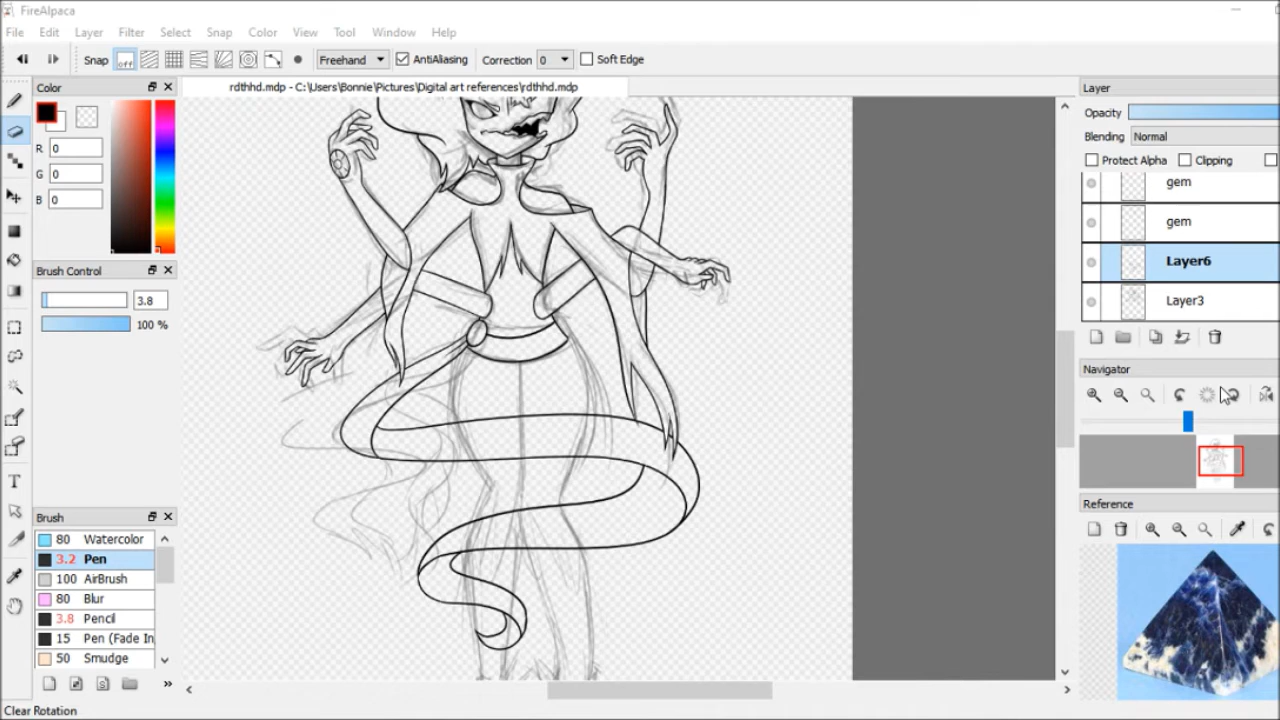 FireAlpaca
File Edit Layer Filter Select Snap Color View Tool Window Help
Snap off Freehand AntiAliasing Correction 0 Soft Edge
rdthhd.mdp - C:\Users\Bonnie\Pictures\Digital art references\rdthhd.mdp
Color
R 0
G 0
B 0
Brush Control
3.8
100 %
Brush
80 Watercolor
3.2 Pen
100 AirBrush
80 Blur
3.8 Pencil
15 Pen (Fade In
50 Smudge
Layer
Opacity
Blending Normal
Protect Alpha Clipping
gem
gem
Layer6
Layer3
Navigator
Reference
T
Clear Rotation